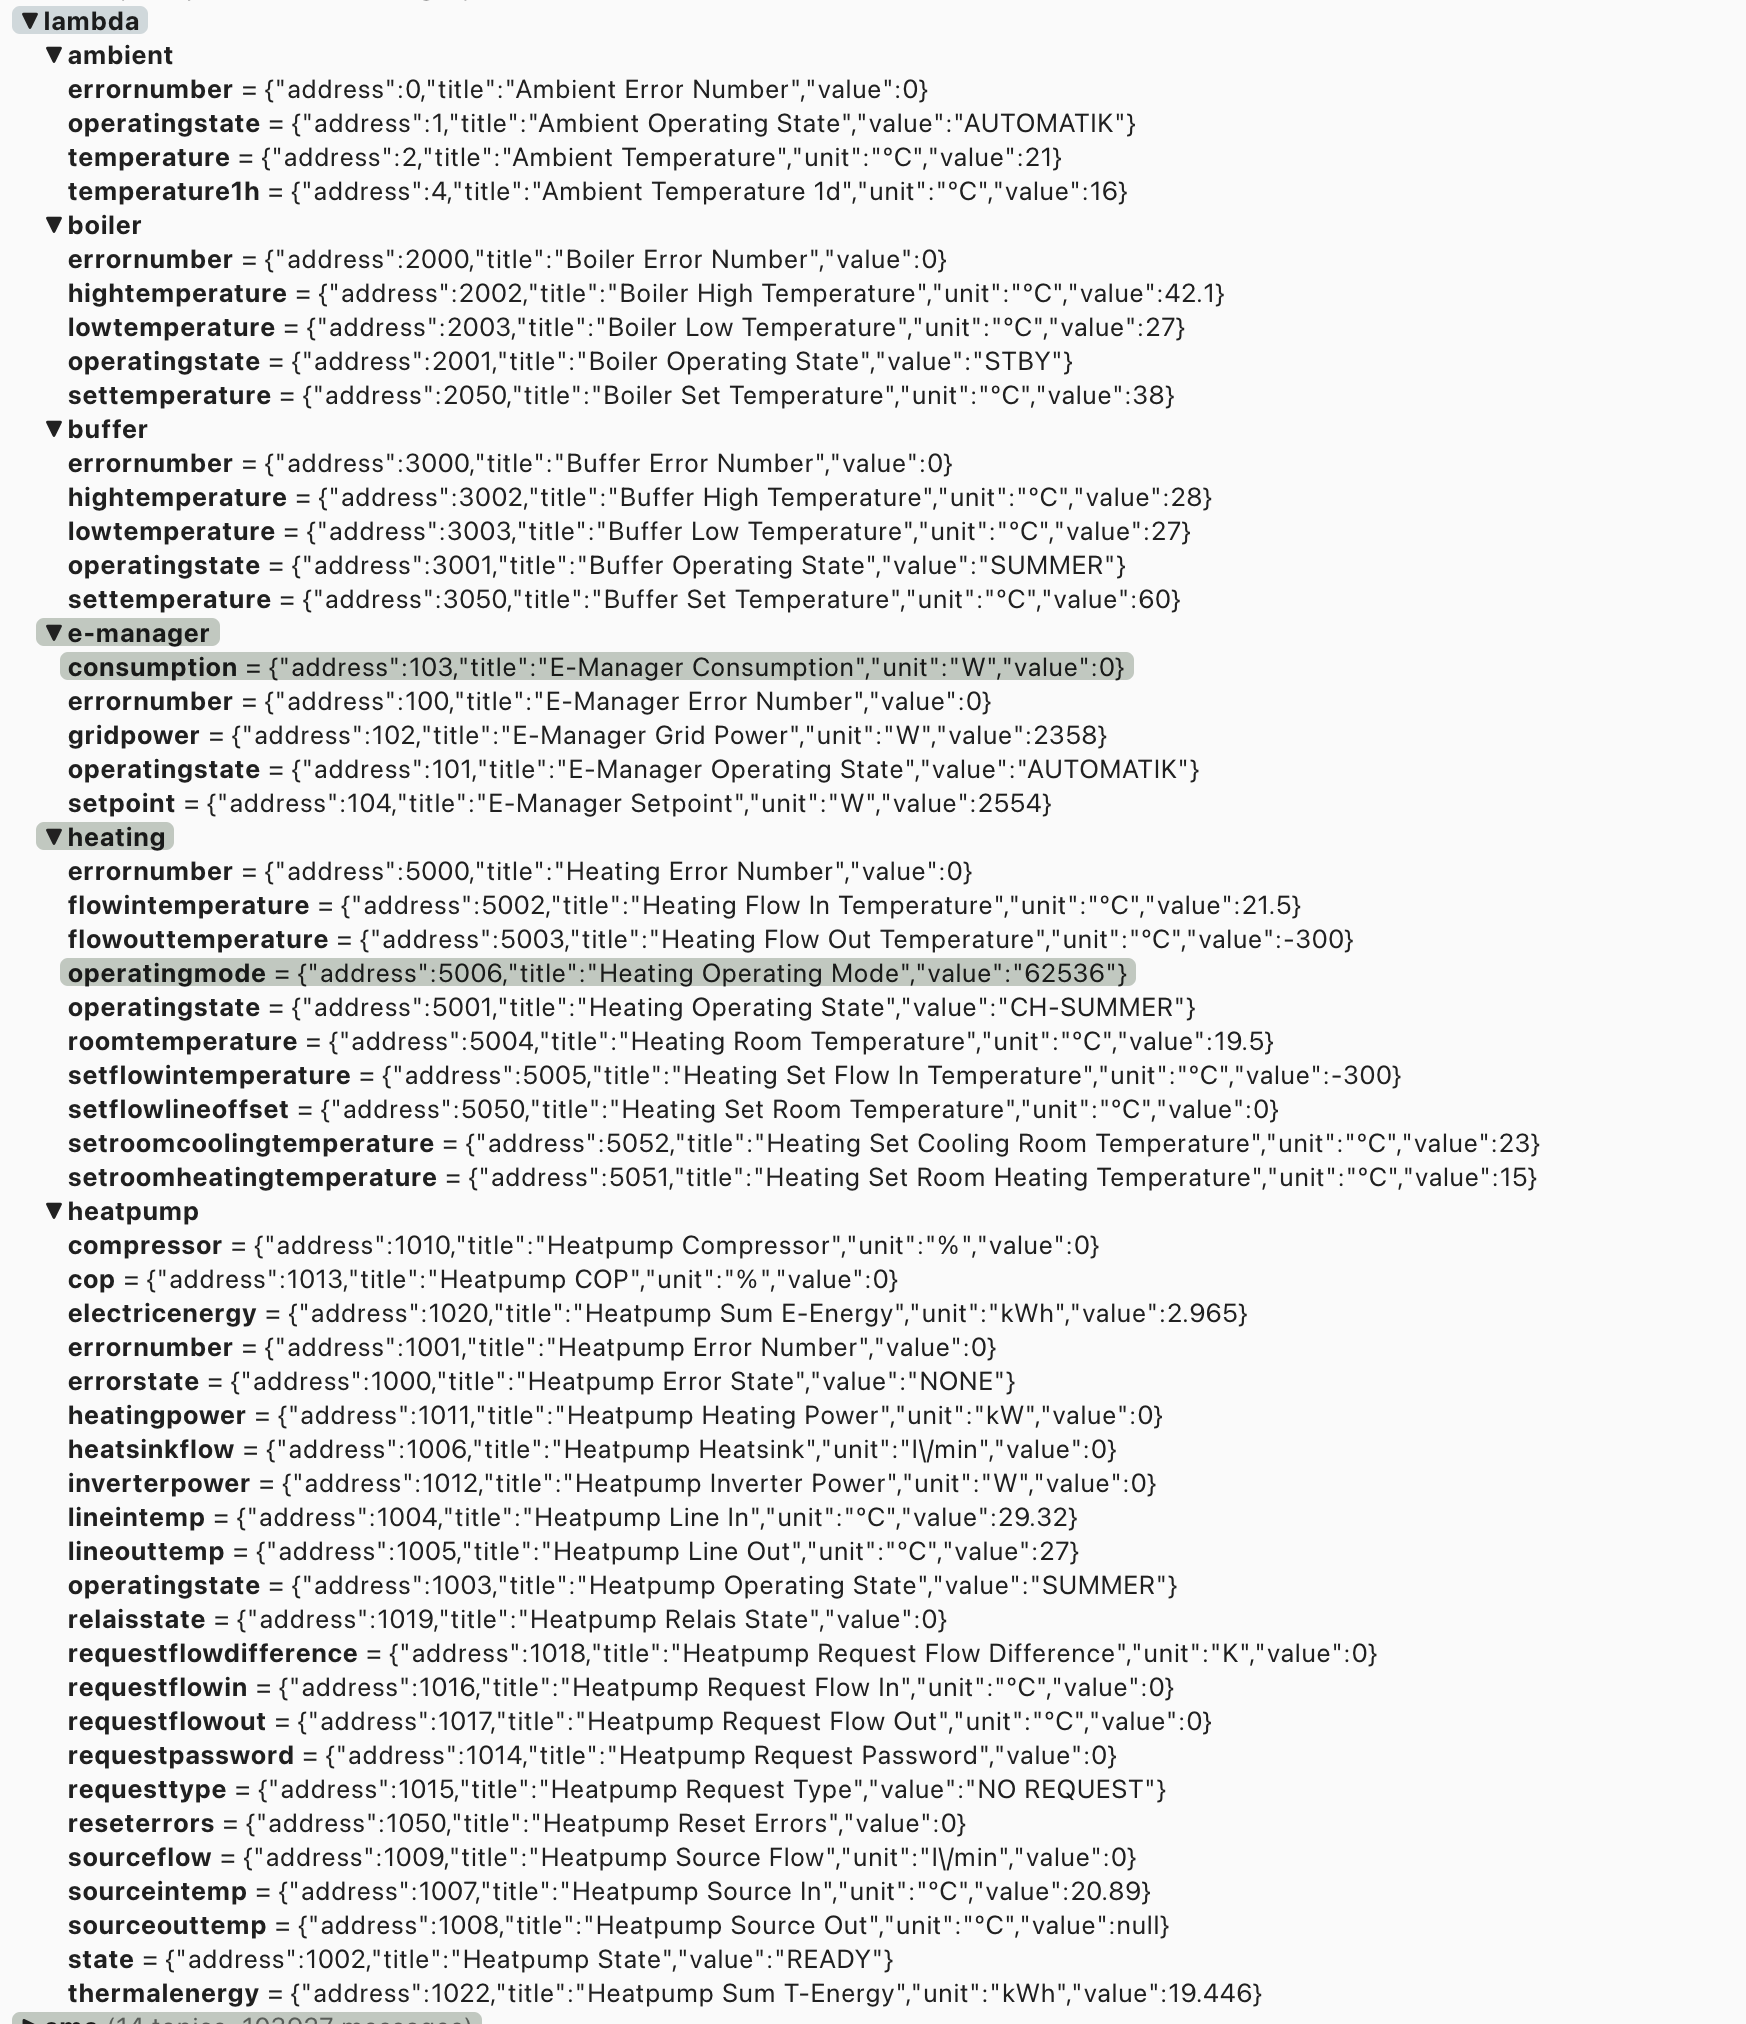 ▼lambda
▼ambient
errornumber = {"address":0,"title":"Ambient Error Number","value":0}
operatingstate = {"address":1,"title":"Ambient Operating State","value":"AUTOMATIK"}
temperature = {"address":2,"title":"Ambient Temperature","unit":"°C","value":21}
temperature1h = {"address":4,"title":"Ambient Temperature 1d","unit":"°C","value":16}
▼boiler
errornumber = {"address":2000,"title":"Boiler Error Number","value":0}
hightemperature = {"address":2002,"title":"Boiler High Temperature","unit":"°C","value":42.1}
lowtemperature = {"address":2003,"title":"Boiler Low Temperature","unit":"°C","value":27}
operatingstate = {"address":2001,"title":"Boiler Operating State","value":"STBY"}
settemperature = {"address":2050,"title":"Boiler Set Temperature","unit":"°C","value":38}
▼buffer
errornumber = {"address":3000,"title":"Buffer Error Number","value":0}
hightemperature = {"address":3002,"title":"Buffer High Temperature","unit":"°C","value":28}
lowtemperature = {"address":3003,"title":"Buffer Low Temperature","unit":"°C","value":27}
operatingstate = {"address":3001,"title":"Buffer Operating State","value":"SUMMER"}
settemperature = {"address":3050,"title":"Buffer Set Temperature","unit":"°C","value":60}
▼e-manager
consumption = {"address":103,"title":"E-Manager Consumption","unit":"W","value":0}
errornumber = {"address":100,"title":"E-Manager Error Number","value":0}
gridpower = {"address":102,"title":"E-Manager Grid Power","unit":"W","value":2358}
operatingstate = {"address":101,"title":"E-Manager Operating State","value":"AUTOMATIK"}
setpoint = {"address":104,"title":"E-Manager Setpoint","unit":"W","value":2554}
▼heating
errornumber = {"address":5000,"title":"Heating Error Number","value":0}
flowintemperature = {"address":5002,"title":"Heating Flow In Temperature","unit":"°C","value":21.5}
flowouttemperature = {"address":5003,"title":"Heating Flow Out Temperature","unit":"°C","value":-300}
operatingmode = {"address":5006,"title":"Heating Operating Mode","value":"62536"}
operatingstate = {"address":5001,"title":"Heating Operating State","value":"CH-SUMMER"}
roomtemperature = {"address":5004,"title":"Heating Room Temperature","unit":"°C","value":19.5}
setflowintemperature = {"address":5005,"title":"Heating Set Flow In Temperature","unit":"°C","value":-300}
setflowlineoffset = {"address":5050,"title":"Heating Set Room Temperature","unit":"°C","value":0}
setroomcoolingtemperature = {"address":5052,"title":"Heating Set Cooling Room Temperature","unit":"°C","value":23}
setroomheatingtemperature = {"address":5051,"title":"Heating Set Room Heating Temperature","unit":"°C","value":15}
▼heatpump
compressor = {"address":1010,"title":"Heatpump Compressor","unit":"%","value":0}
cop = {"address":1013,"title":"Heatpump COP","unit":"%","value":0}
electricenergy = {"address":1020,"title":"Heatpump Sum E-Energy","unit":"kWh","value":2.965}
errornumber = {"address":1001,"title":"Heatpump Error Number","value":0}
errorstate = {"address":1000,"title":"Heatpump Error State","value":"NONE"}
heatingpower = {"address":1011,"title":"Heatpump Heating Power","unit":"kW","value":0}
heatsinkflow = {"address":1006,"title":"Heatpump Heatsink","unit":"l\/min","value":0}
inverterpower = {"address":1012,"title":"Heatpump Inverter Power","unit":"W","value":0}
lineintemp = {"address":1004,"title":"Heatpump Line In","unit":"°C","value":29.32}
lineouttemp = {"address":1005,"title":"Heatpump Line Out","unit":"°C","value":27}
operatingstate = {"address":1003,"title":"Heatpump Operating State","value":"SUMMER"}
relaisstate = {"address":1019,"title":"Heatpump Relais State","value":0}
requestflowdifference = {"address":1018,"title":"Heatpump Request Flow Difference","unit":"K","value":0}
requestflowin = {"address":1016,"title":"Heatpump Request Flow In","unit":"°C","value":0}
requestflowout = {"address":1017,"title":"Heatpump Request Flow Out","unit":"°C","value":0}
requestpassword = {"address":1014,"title":"Heatpump Request Password","value":0}
requesttype = {"address":1015,"title":"Heatpump Request Type","value":"NO REQUEST"}
reseterrors = {"address":1050,"title":"Heatpump Reset Errors","value":0}
sourceflow = {"address":1009,"title":"Heatpump Source Flow","unit":"l\/min","value":0}
sourceintemp = {"address":1007,"title":"Heatpump Source In","unit":"°C","value":20.89}
sourceouttemp = {"address":1008,"title":"Heatpump Source Out","unit":"°C","value":null}
state = {"address":1002,"title":"Heatpump State","value":"READY"}
thermalenergy = {"address":1022,"title":"Heatpump Sum T-Energy","unit":"kWh","value":19.446}